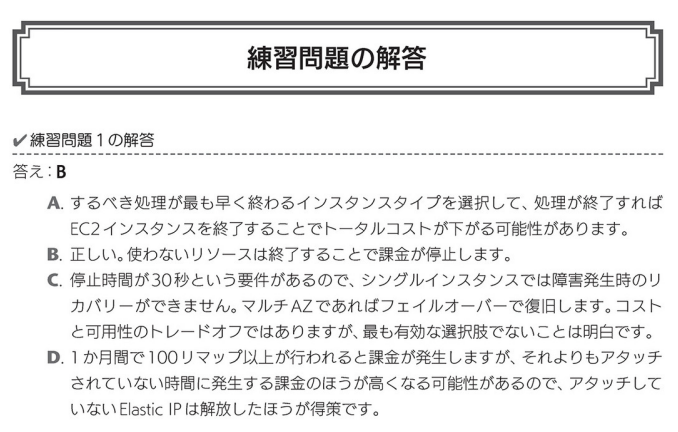 練習問題の解答
✔練習問題1の解答
答え：B
A. するべき処理が最も早く終わるインスタンスタイプを選択して、処理が終了すれば
EC2インスタンスを終了することでトータルコストが下がる可能性があります。
B. 正しい。使わないリソースは終了することで課金が停止します。
C. 停止時間が30秒という要件があるので、シングルインスタンスでは障害発生時のリ
カバリーができません。マルチAZであればフェイルオーバーで復旧します。コスト
と可用性のトレードオフではありますが、最も有効な選択肢でないことは明白です。
D. 1か月間で100リマップ以上が行われると課金が発生しますが、それよりもアタッチ
されていない時間に発生する課金のほうが高くなる可能性があるので、アタッチして
いないElastic IPは解放したほうが得策です。